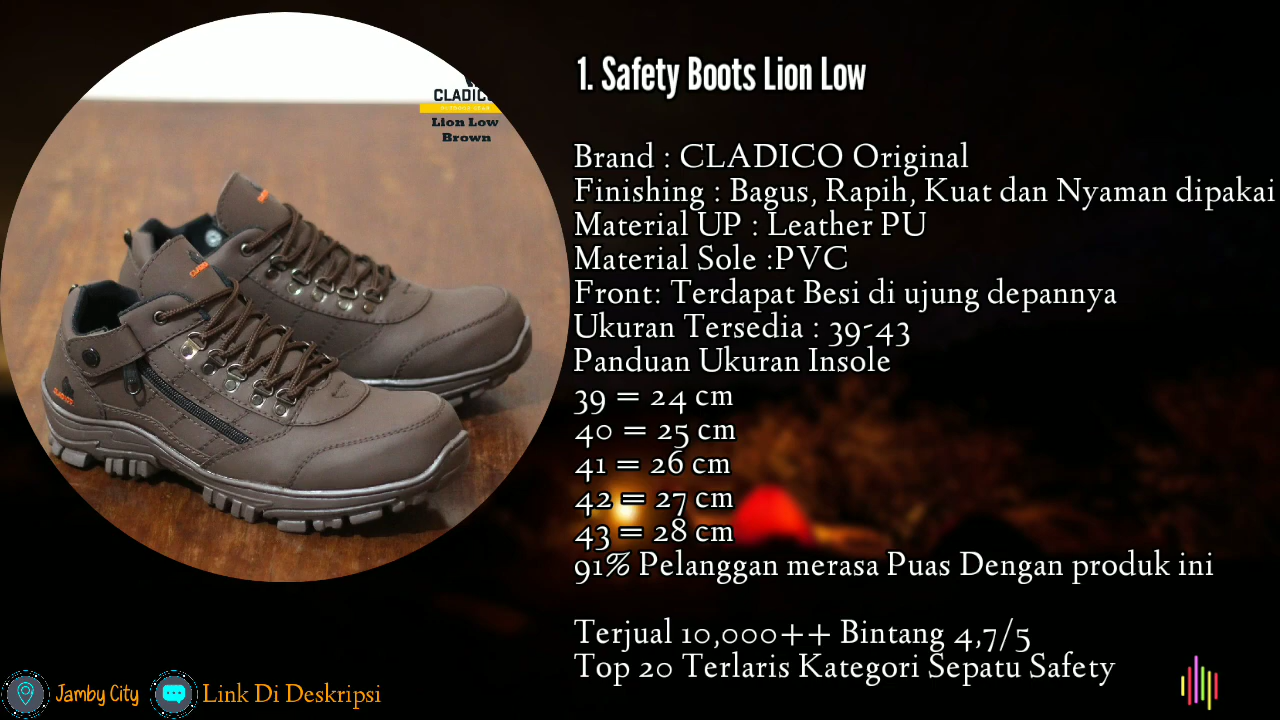 CLADICO
Lion Low
Brown
1. Safety Boots Lion Low
Brand : CLADICO Original
Finishing : Bagus, Rapih, Kuat dan Nyaman dipakai
Material UP : Leather PU
Material Sole :PVC
Front: Terdapat Besi di ujung depannya
Ukuran Tersedia : 39-43
Panduan Ukuran Insole
39 = 24 cm
40 = 25 cm
41 = 26 cm
42 = 27 cm
43 = 28 cm
91% Pelanggan merasa Puas Dengan produk ini
Terjual 10,000++ Bintang 4,7/5
Top 20 Terlaris Kategori Sepatu Safety
Jamby City
Link Di Deskripsi